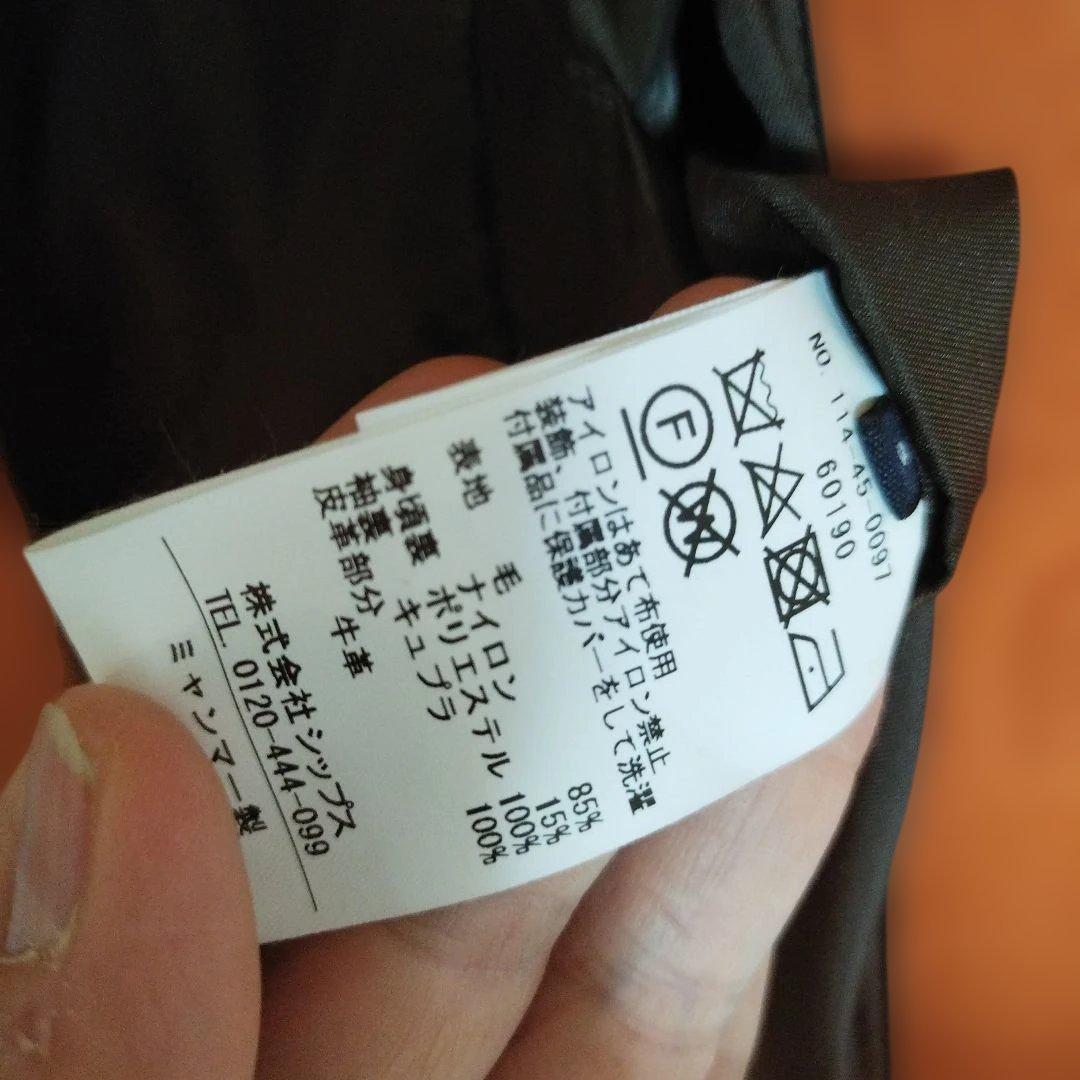 NO. 114-45-0097
60190
F
W
アイロンはあて布使用
装飾、付属部分アイロン禁止
付属品に保護カバーをして洗濯
表地 毛 85%
ナイロン 15%
身頃裏 ポリエステル 100%
袖裏 キュプラ 100%
皮革部分 牛革
株式会社シップス
TEL. 0120-444-099
ミャンマー製